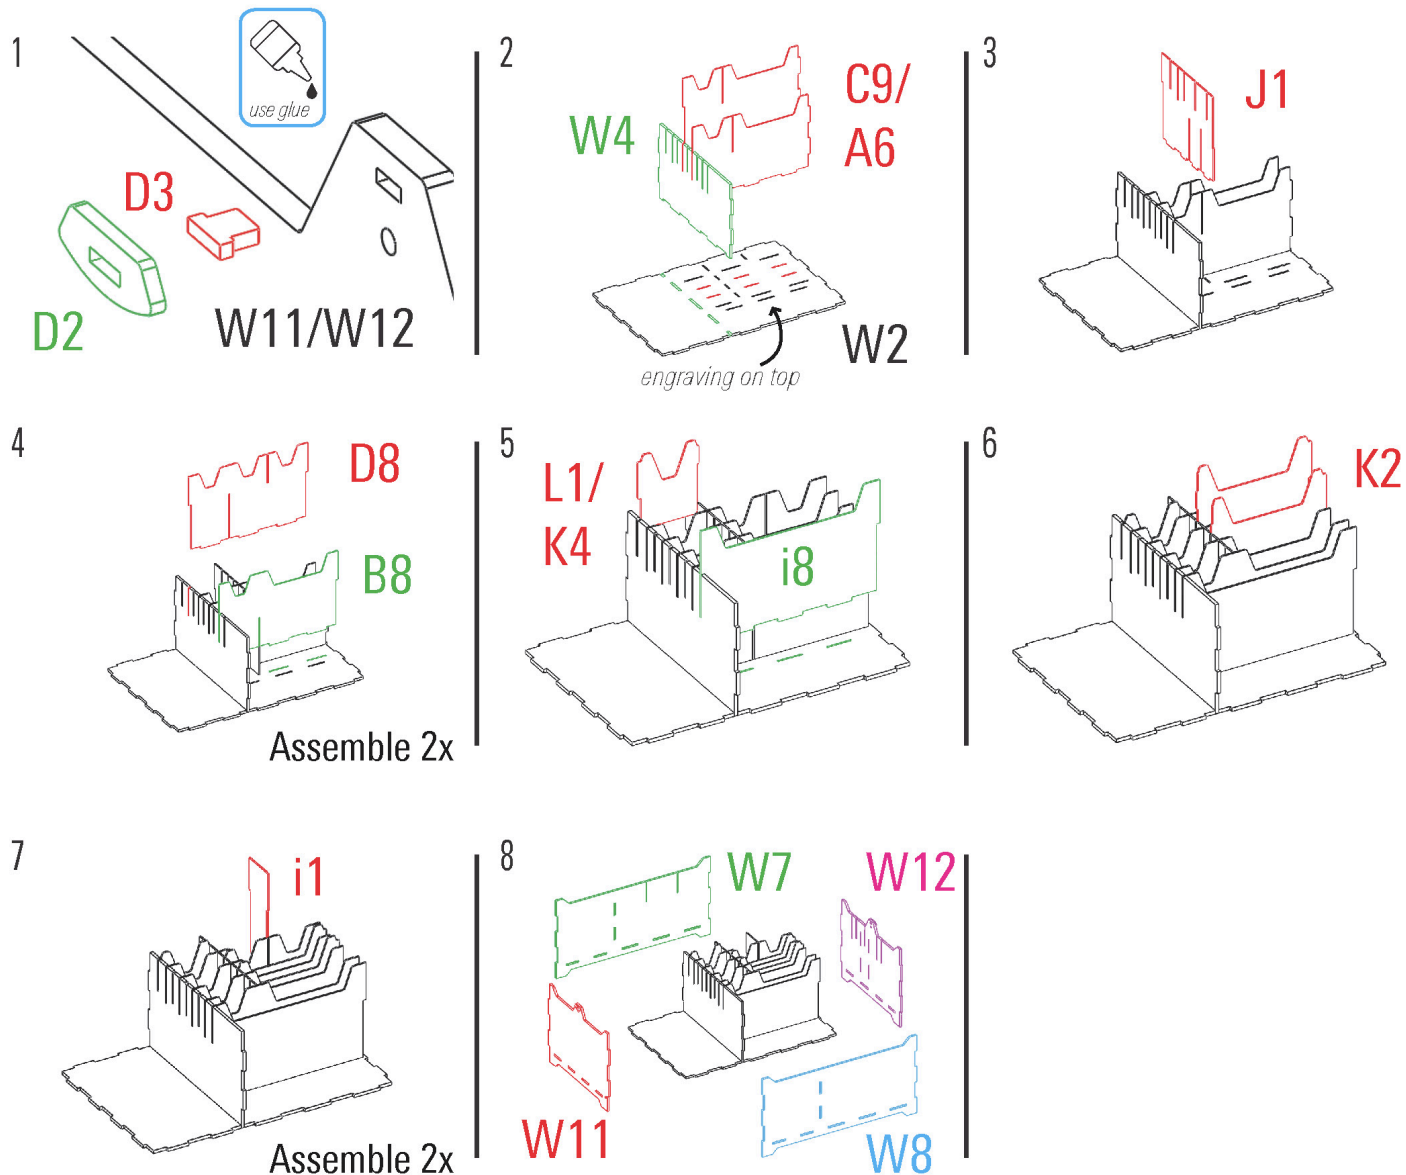 1
use glue
D3
D2
W11/W12
2
C9/
A6
W4
W2
engraving on top
3
J1
4
D8
B8
Assemble 2x
5
L1/
K4
i8
6
K2
7
i1
Assemble 2x
8
W7
W12
W11
W8